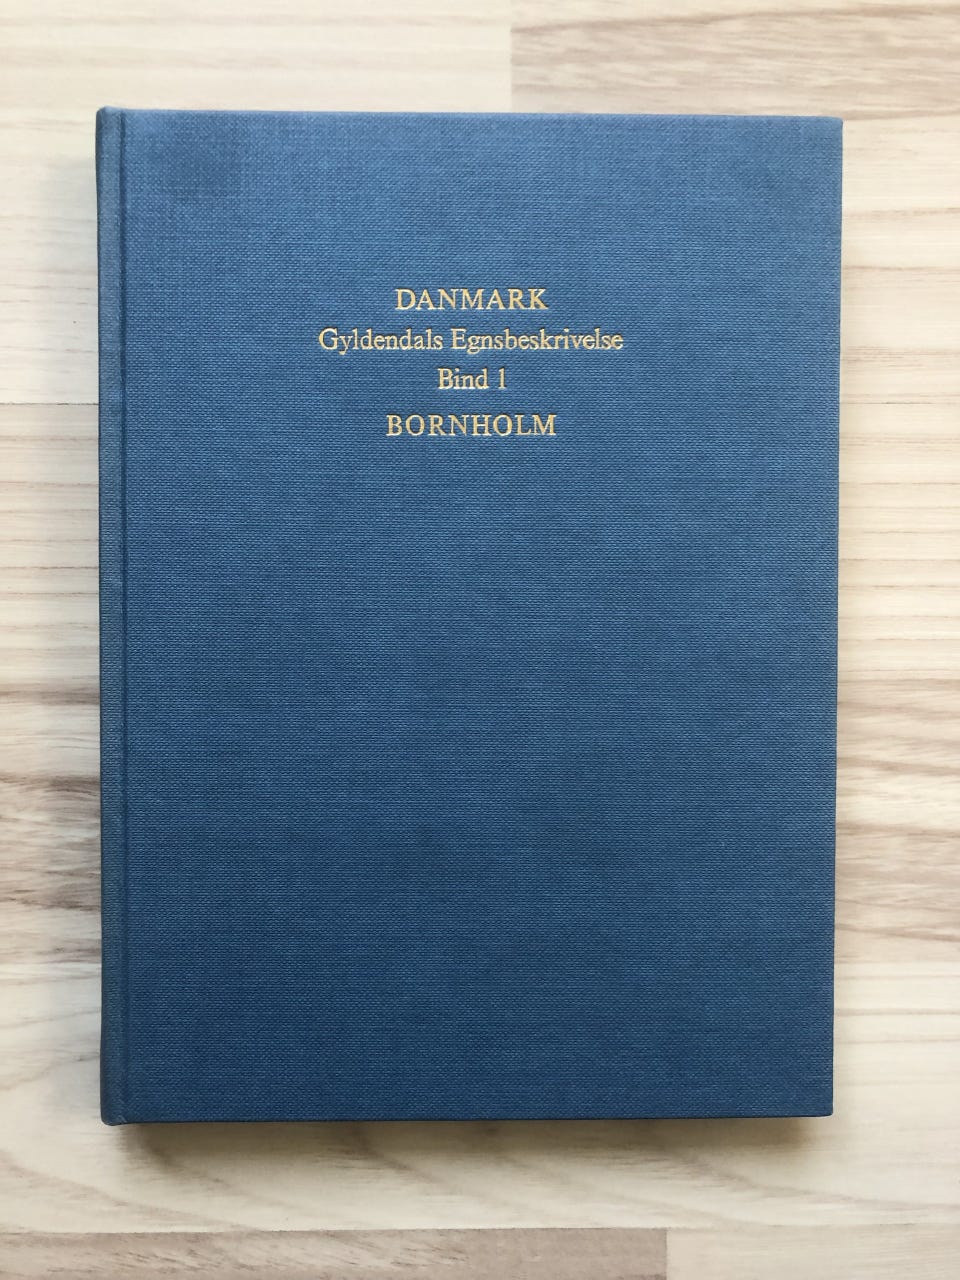 DANMARK
Gyldendals Egnsbeskrivelse
Bind 1
BORNHOLM